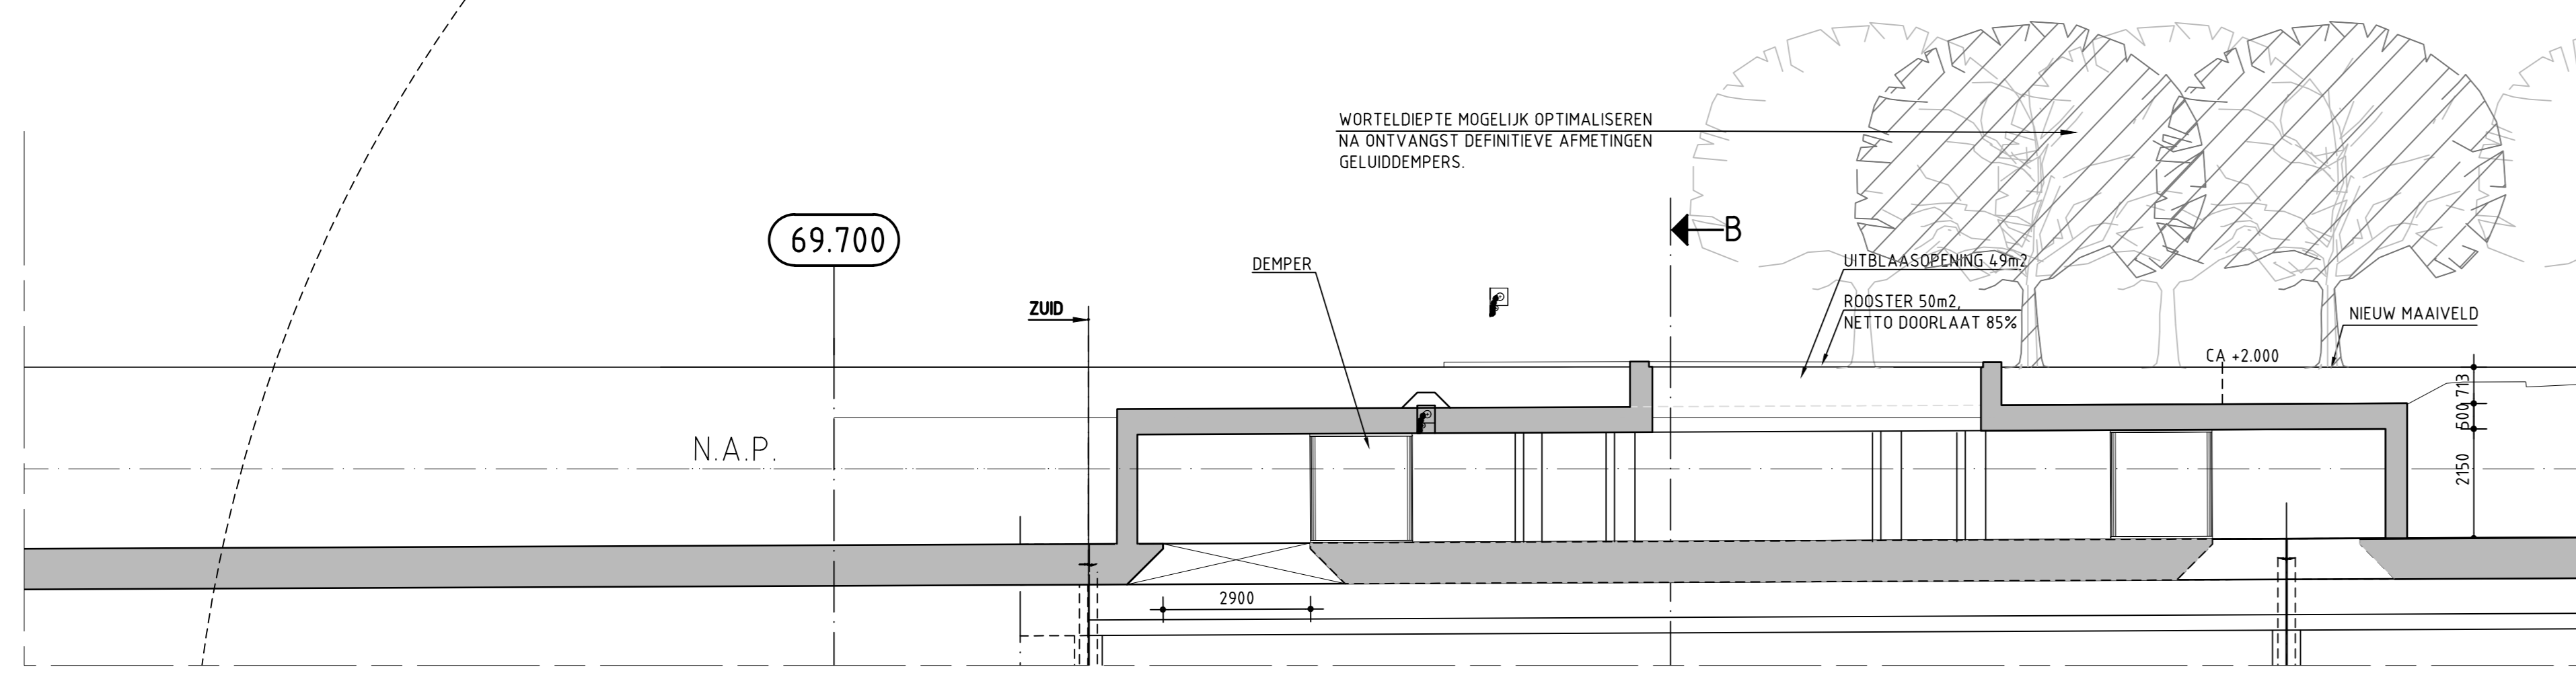 WORTELDIEPTE MOGELIJK OPTIMALISEREN
NA ONTVANGST DEFINITIEVE AFMETINGEN
GELUIDDEMPERS.
69.700
B
DEMPER
UITBLAASOPENING 49m2
ZUID
ROOSTER 50m2,
NETTO DOORLAAT 85%
NIEUW MAAIVELD
CA +2.000
713
500
2150
N.A.P.
2900